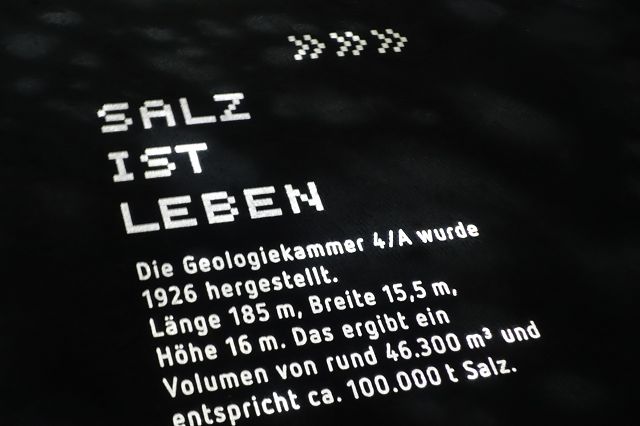 »»»
SALZ
IST
LEBEN
Die Geologiekammer 4/A wurde
1926 hergestellt.
Länge 185 m, Breite 15,5 m,
Höhe 16 m. Das ergibt ein
Volumen von rund 46.300 m³ und
entspricht ca. 100.000 t Salz.